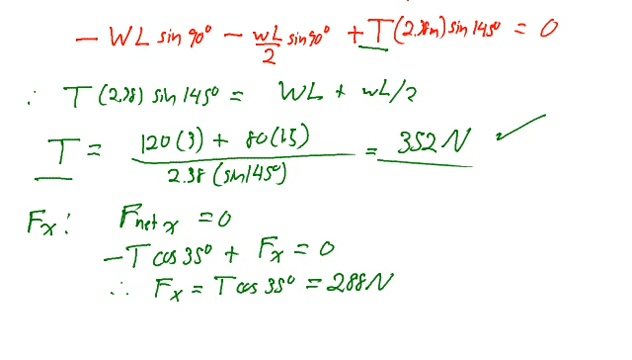 - WL sin 90° - wL/2 sin 90° + T (2.38m) sin 145° = 0
∴ T (2.38) sin 145° = WL + wL/2
T = 120(3) + 80(1.5) / 2.38 (sin 145°) = 352 N ✓
Fx: Fnet x = 0
- T cos 35° + Fx = 0
∴ Fx = T cos 35° = 288 N